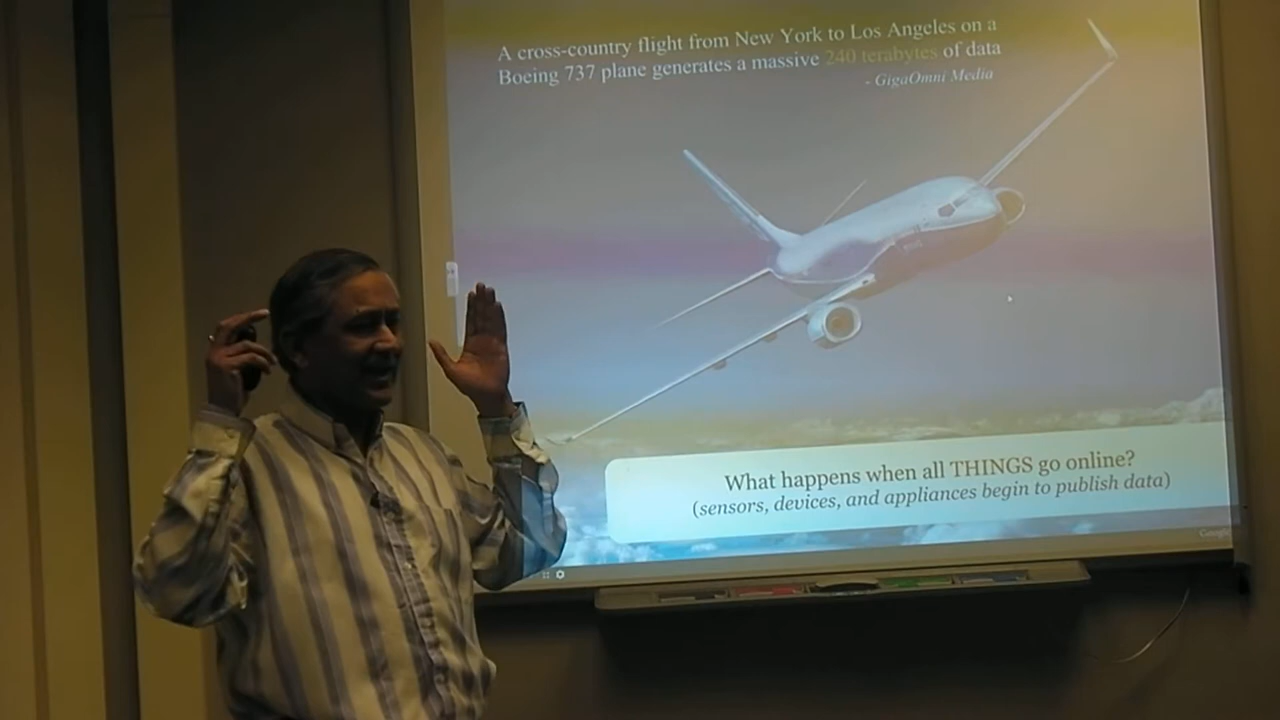 A cross-country flight from New York to Los Angeles on a
Boeing 737 plane generates a massive 240 terabytes of data
- GigaOmni Media
What happens when all THINGS go online?
(sensors, devices, and appliances begin to publish data)
Google